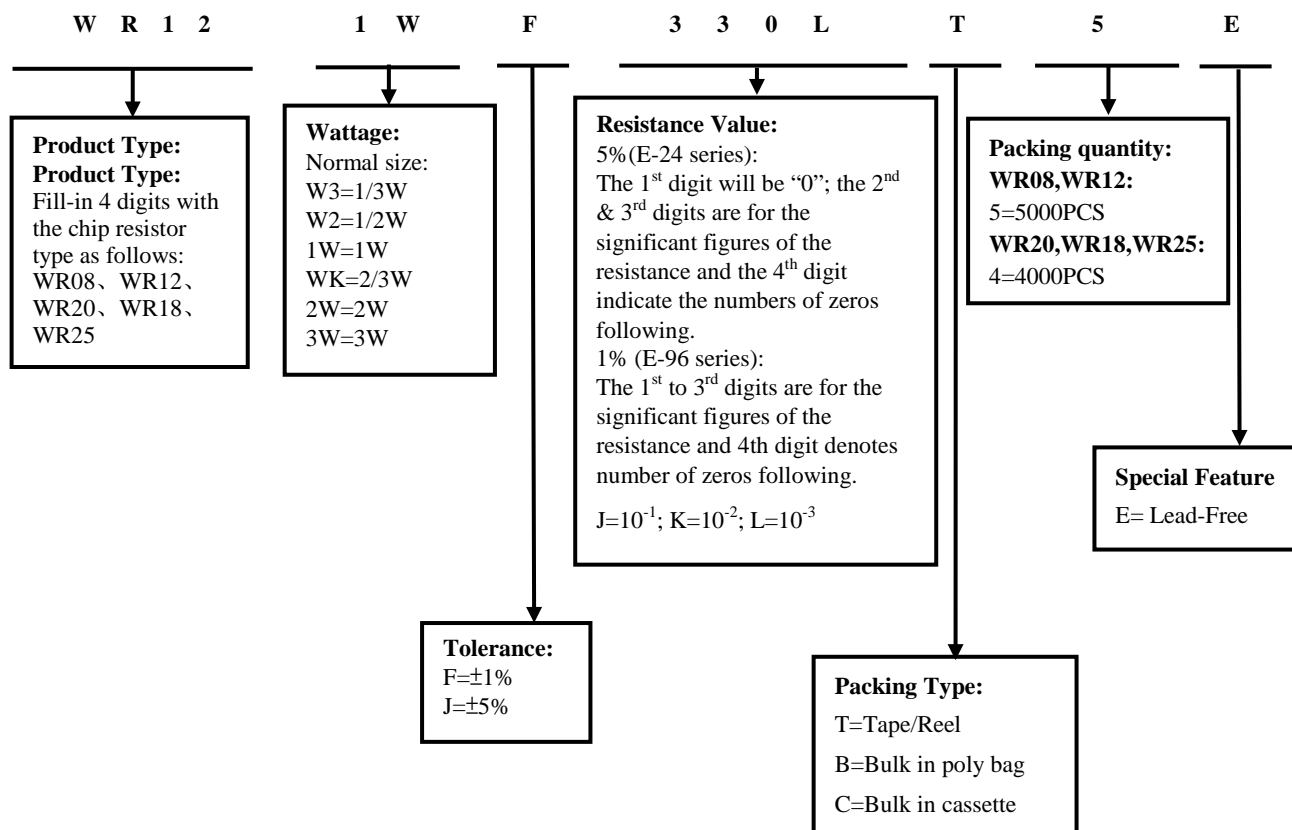 W R 1 2 1 W F 3 3 0 L T 5 E
Product Type:
Product Type:
Fill-in 4 digits with
the chip resistor
type as follows:
WR08、WR12、
WR20、WR18、
WR25
Wattage:
Normal size:
W3=1/3W
W2=1/2W
1W=1W
WK=2/3W
2W=2W
3W=3W
Resistance Value:
5%(E-24 series):
The 1st digit will be “0”; the 2nd
& 3rd digits are for the
significant figures of the
resistance and the 4th digit
indicate the numbers of zeros
following.
1% (E-96 series):
The 1st to 3rd digits are for the
significant figures of the
resistance and 4th digit denotes
number of zeros following.
J=10-1; K=10-2; L=10-3
Packing quantity:
WR08,WR12:
5=5000PCS
WR20,WR18,WR25:
4=4000PCS
Special Feature
E= Lead-Free
Tolerance:
F=±1%
J=±5%
Packing Type:
T=Tape/Reel
B=Bulk in poly bag
C=Bulk in cassette